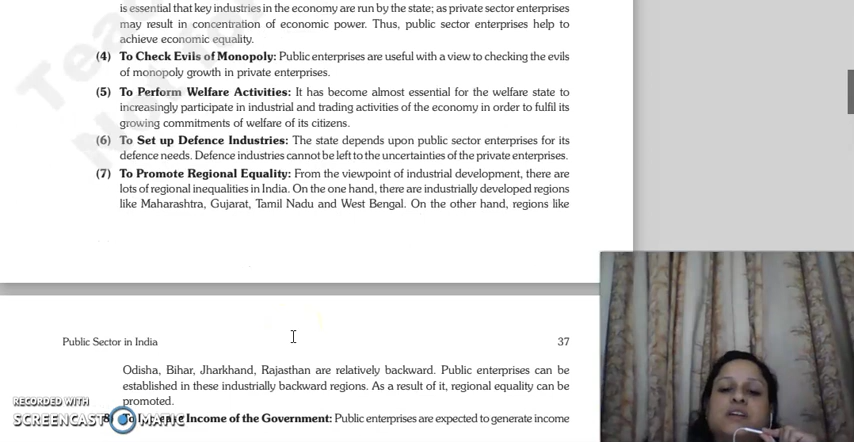 is essential that key industries in the economy are run by the state; as private sector enterprises
may result in concentration of economic power. Thus, public sector enterprises help to
achieve economic equality.
(4) To Check Evils of Monopoly: Public enterprises are useful with a view to checking the evils
of monopoly growth in private enterprises.
(5) To Perform Welfare Activities: It has become almost essential for the welfare state to
increasingly participate in industrial and trading activities of the economy in order to fulfil its
growing commitments of welfare of its citizens.
(6) To Set up Defence Industries: The state depends upon public sector enterprises for its
defence needs. Defence industries cannot be left to the uncertainties of the private enterprises.
(7) To Promote Regional Equality: From the viewpoint of industrial development, there are
lots of regional inequalities in India. On the one hand, there are industrially developed regions
like Maharashtra, Gujarat, Tamil Nadu and West Bengal. On the other hand, regions like
Public Sector in India 37
Odisha, Bihar, Jharkhand, Rajasthan are relatively backward. Public enterprises can be
established in these industrially backward regions. As a result of it, regional equality can be
promoted.
Income of the Government: Public enterprises are expected to generate income
RECORDED WITH
SCREENCAST MATIC